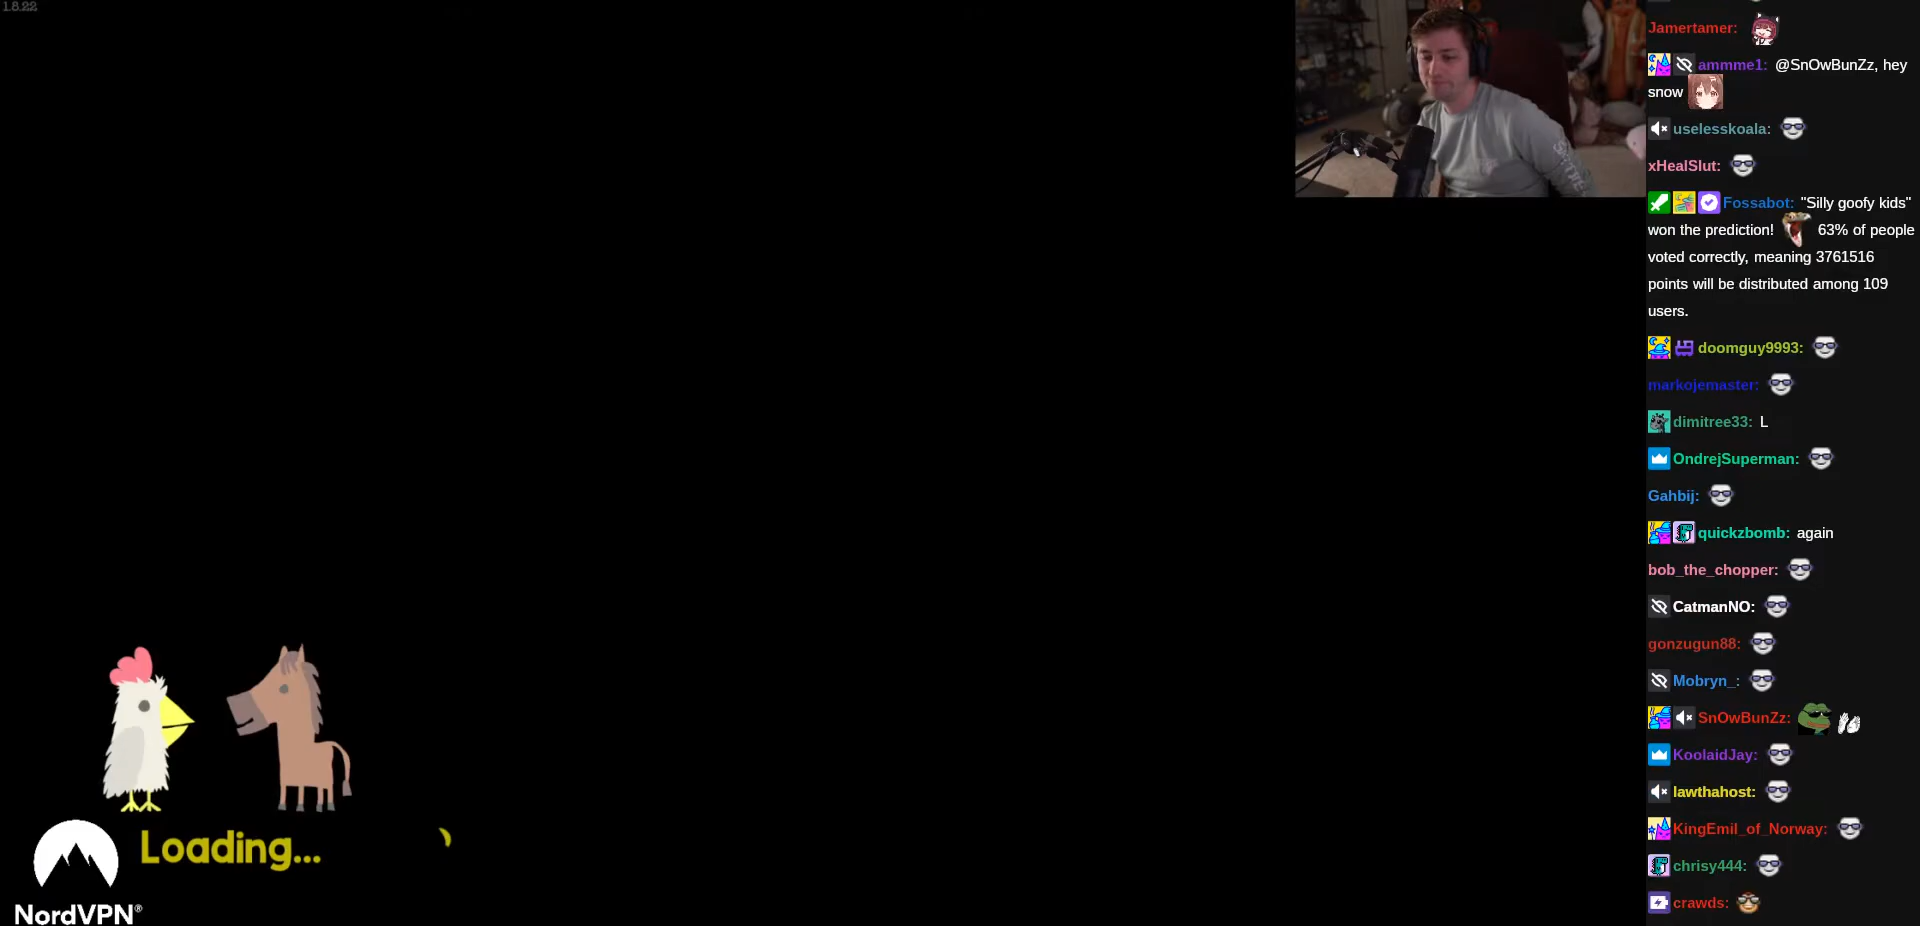 1.8.22
Jamertamer:
ammme1: @SnOwBunZz, hey
snow
uselesskoala:
xHealSlut:
Fossabot: "Silly goofy kids"
won the prediction! 63% of people
voted correctly, meaning 3761516
points will be distributed among 109
users.
doomguy9993:
markojemaster:
dimitree33: L
OndrejSuperman:
Gahbij:
quickzbomb: again
bob_the_chopper:
CatmanNO:
gonzugun88:
Mobryn_:
SnOwBunZz:
KoolaidJay:
lawthahost:
KingEmil_of_Norway:
chrisy444:
crawds:
Loading...
NordVPN®